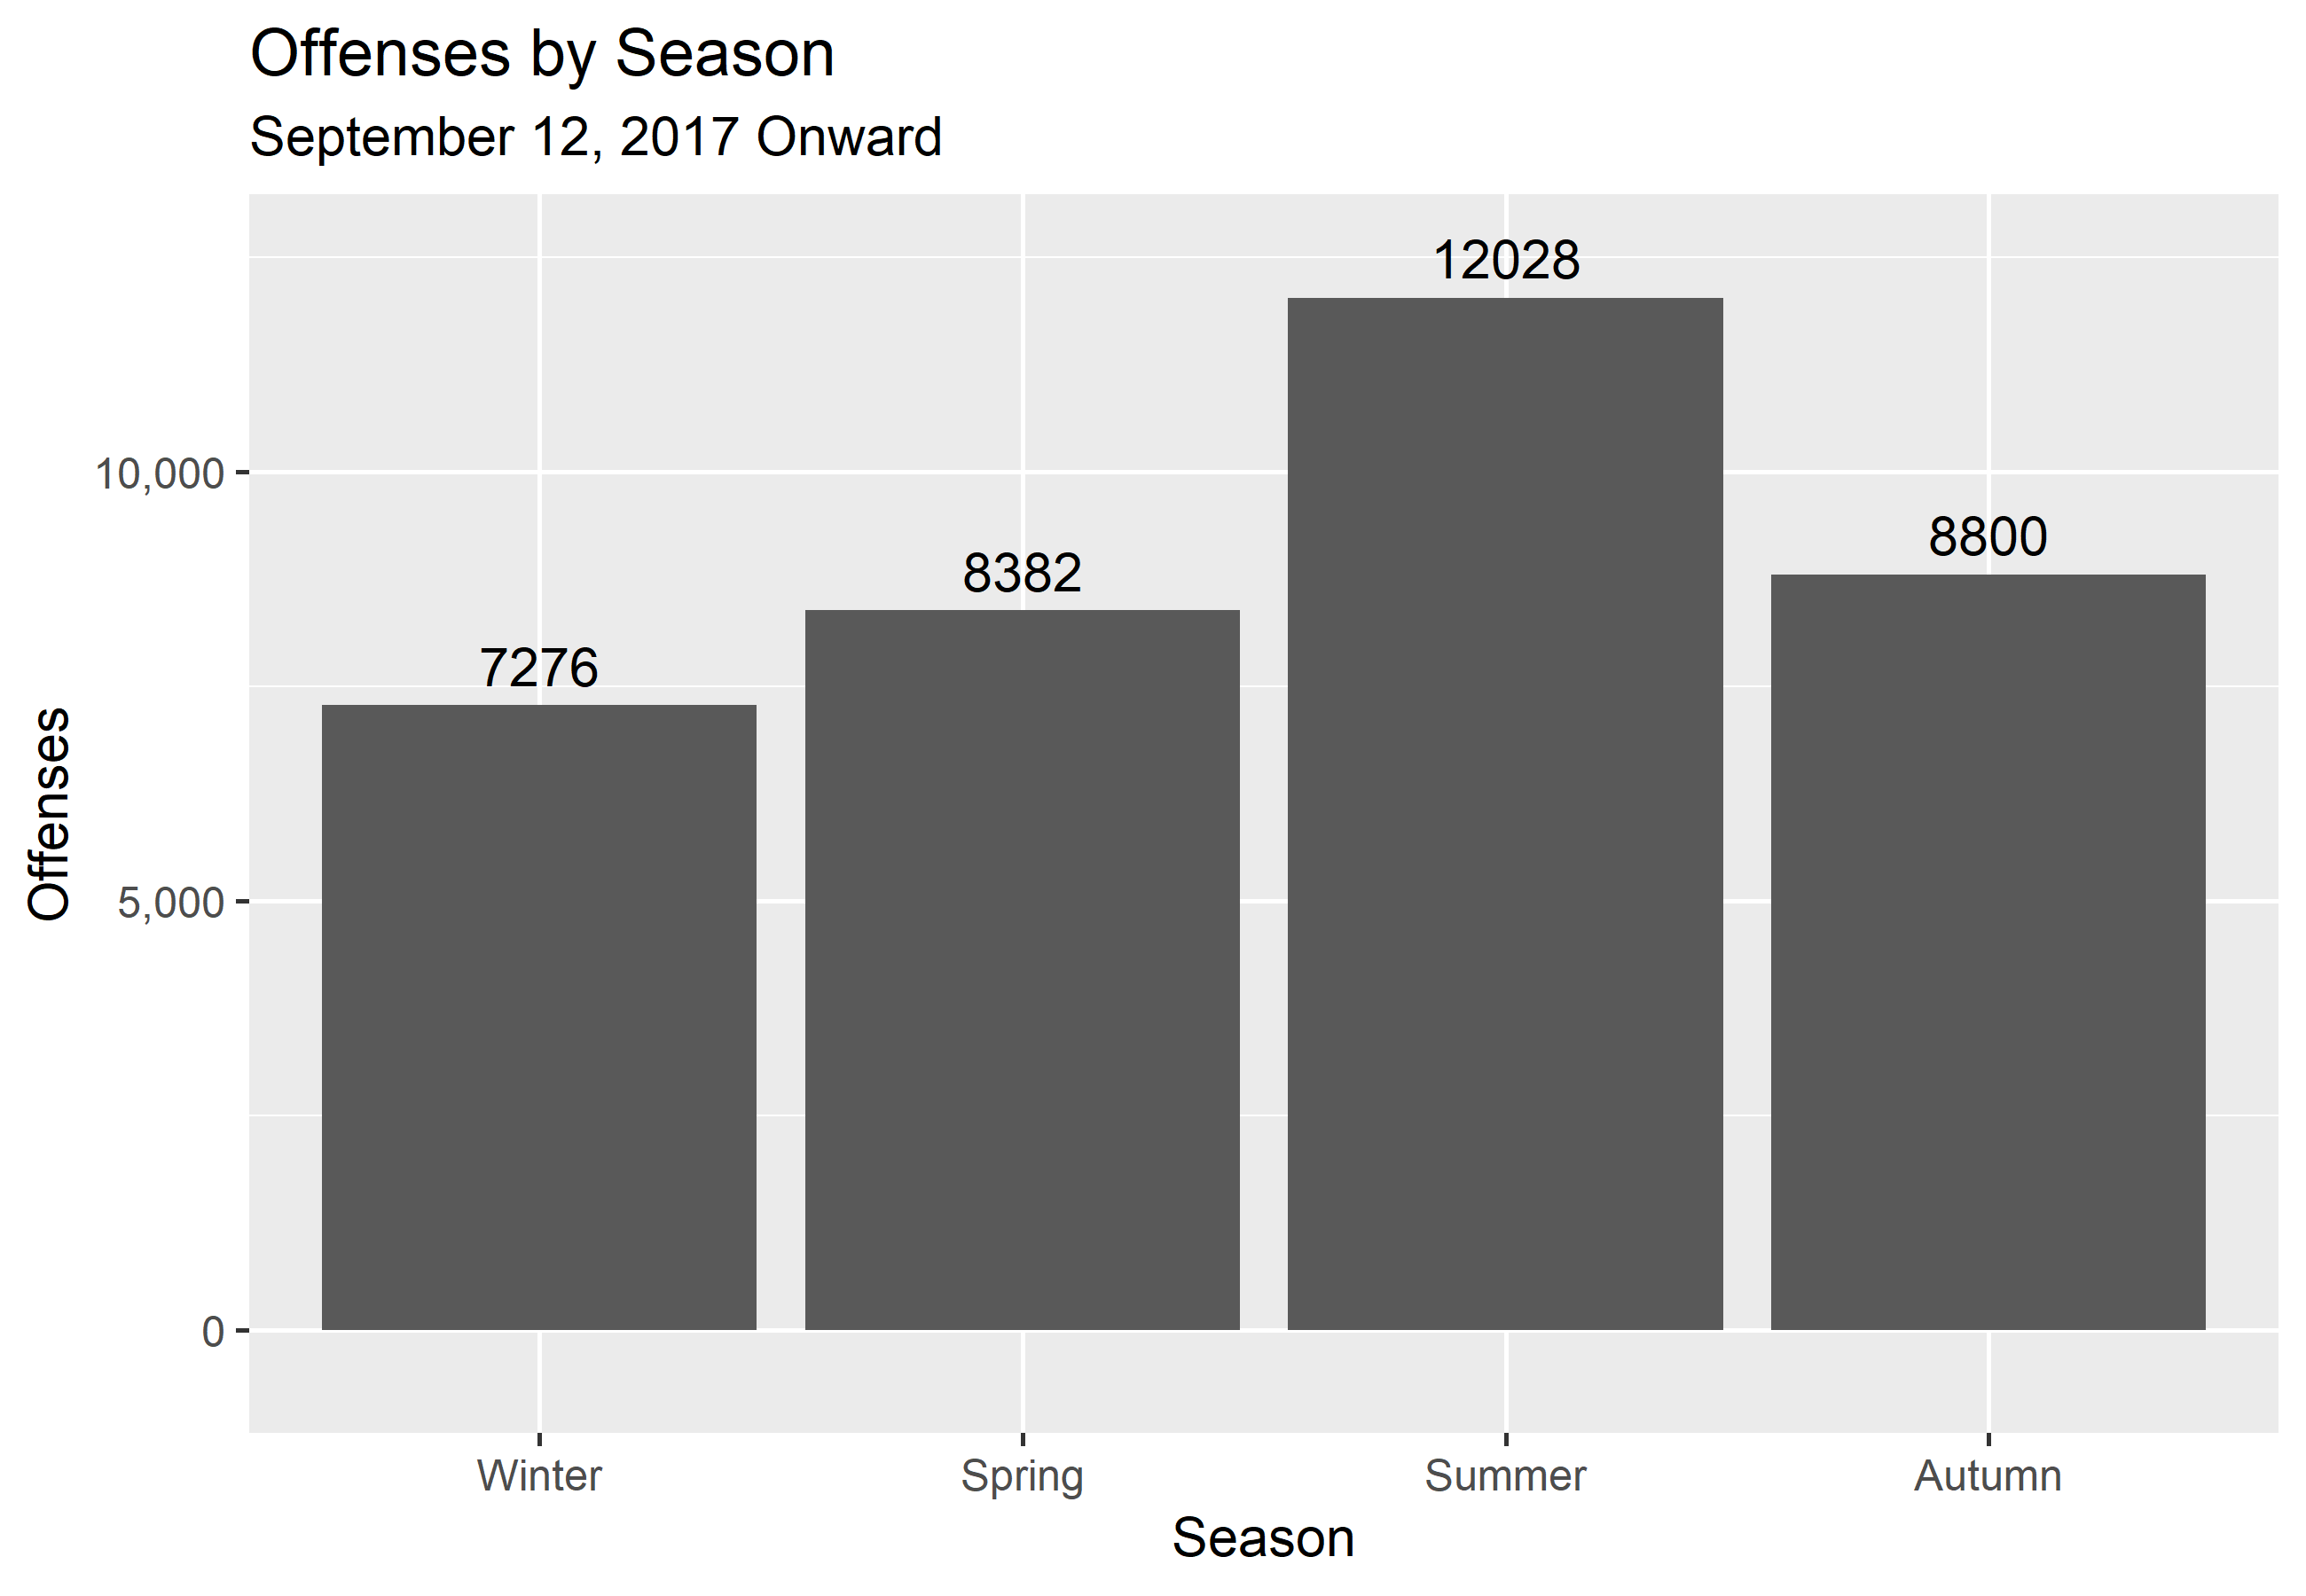 Offenses by Season
September 12, 2017 Onward
12028
10,000
8800
8382
7276
Offenses
5,000
0
Winter
Spring
Summer
Autumn
Season